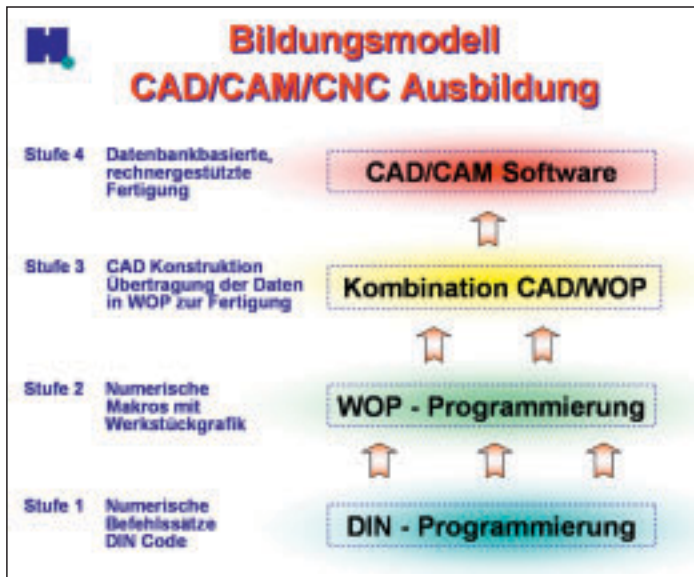 H.
Bildungsmodell
CAD/CAM/CNC Ausbildung
Stufe 4 Datenbankbasierte,
rechnergestützte
Fertigung
CAD/CAM Software
Stufe 3 CAD Konstruktion
Übertragung der Daten
in WOP zur Fertigung
Kombination CAD/WOP
Stufe 2 Numerische
Makros mit
Werkstückgrafik
WOP - Programmierung
Stufe 1 Numerische
Befehlssätze
DIN Code
DIN - Programmierung